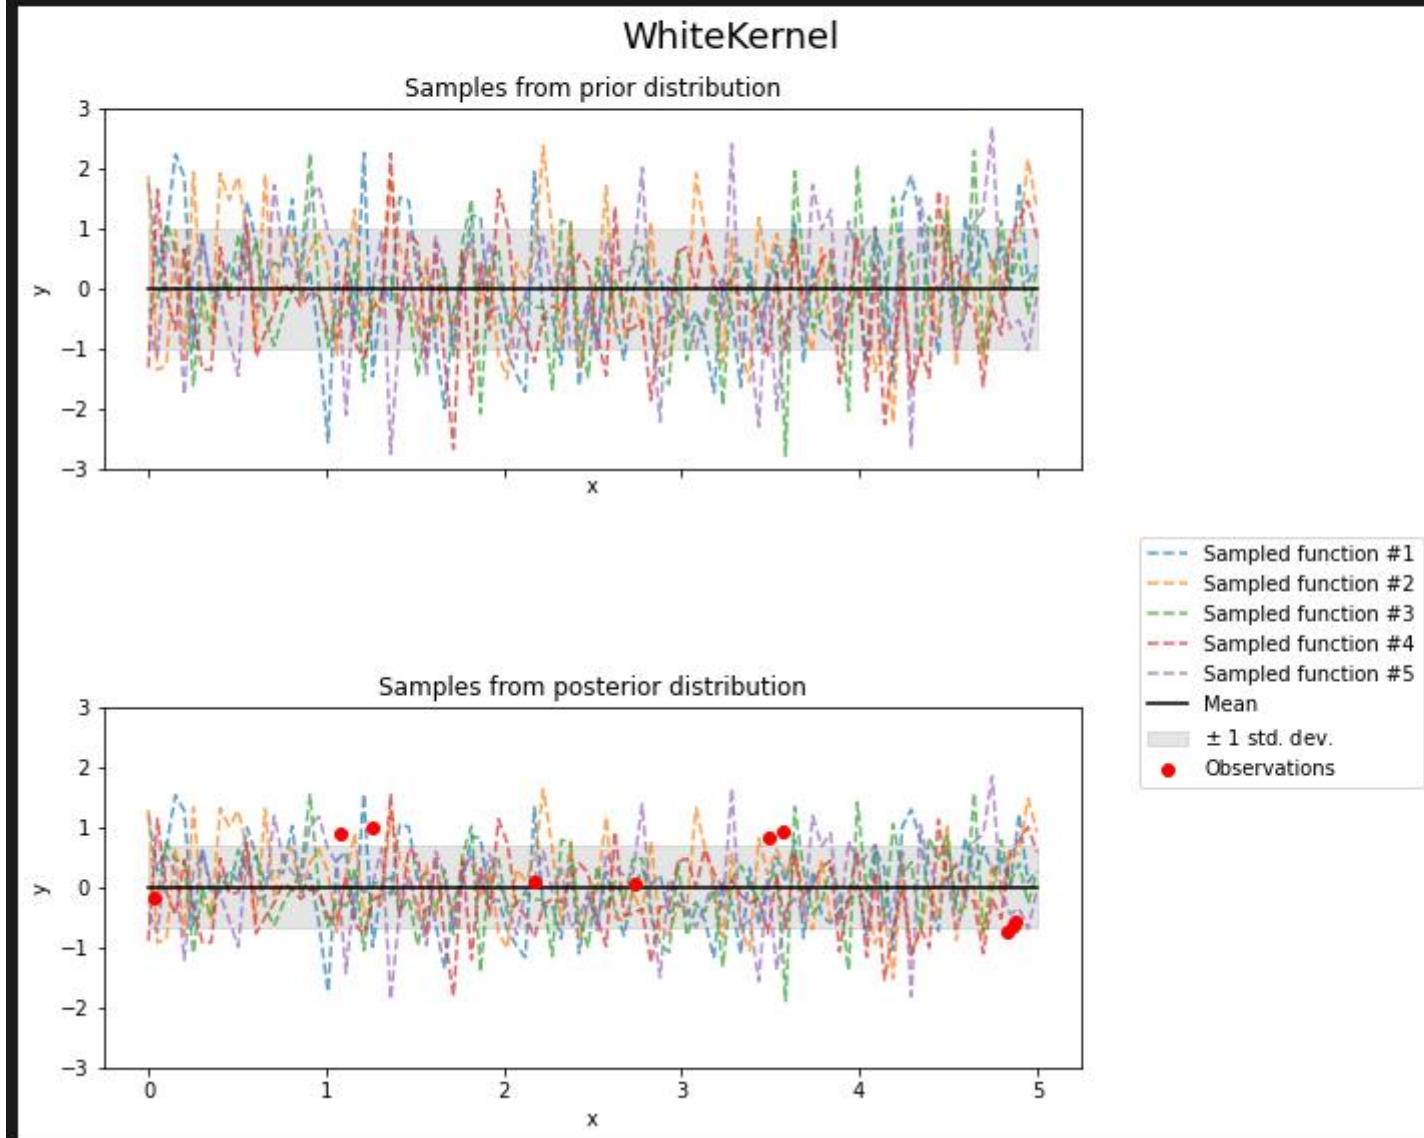 WhiteKernel
Samples from prior distribution
3
2
1
0
−1
−2
−3
y
x
Sampled function #1
Sampled function #2
Sampled function #3
Sampled function #4
Sampled function #5
Mean
± 1 std. dev.
Observations
Samples from posterior distribution
3
2
1
0
−1
−2
−3
y
0 1 2 3 4 5
x